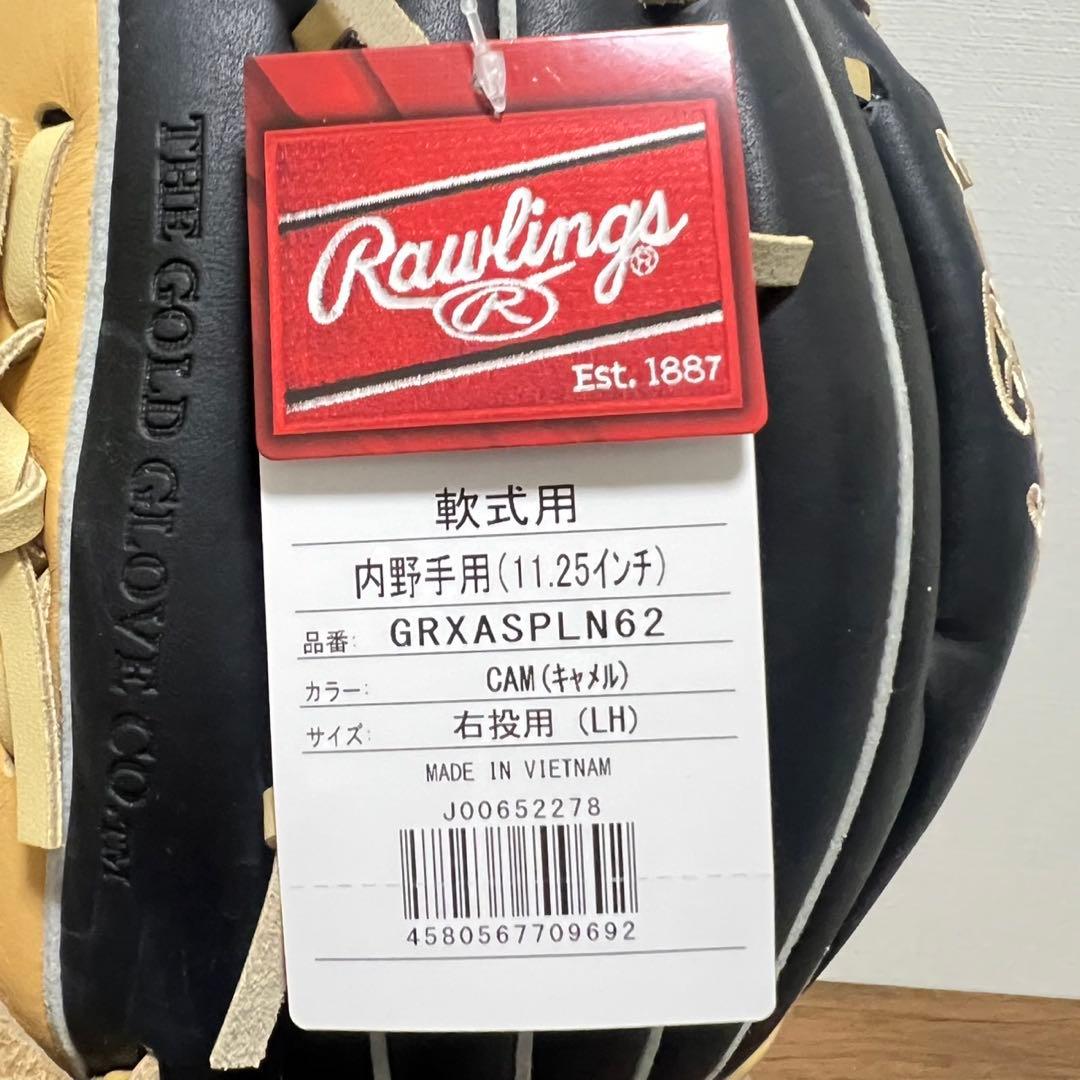 Rawlings®
R
Est. 1887
軟式用
内野手用(11.25インチ)
品番: GRXASPLN62
カラー: CAM(キャメル)
サイズ: 右投用 (LH)
MADE IN VIETNAM
J00652278
4580567709692
THE GOLD GLOVE CO.™